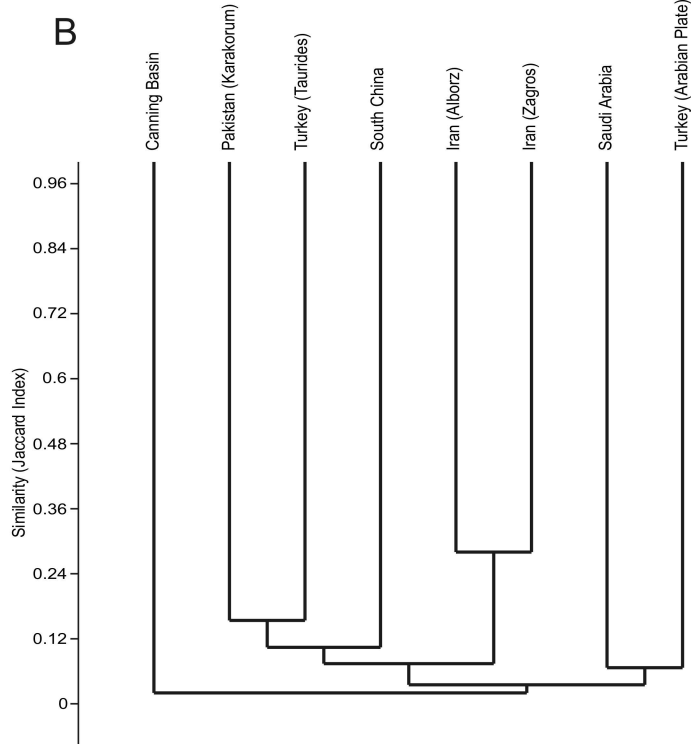 B
Canning Basin
Pakistan (Karakorum)
Turkey (Taurides)
South China
Iran (Alborz)
Iran (Zagros)
Saudi Arabia
Turkey (Arabian Plate)
Similarity (Jaccard Index)
0.96
0.84
0.72
0.6
0.48
0.36
0.24
0.12
0